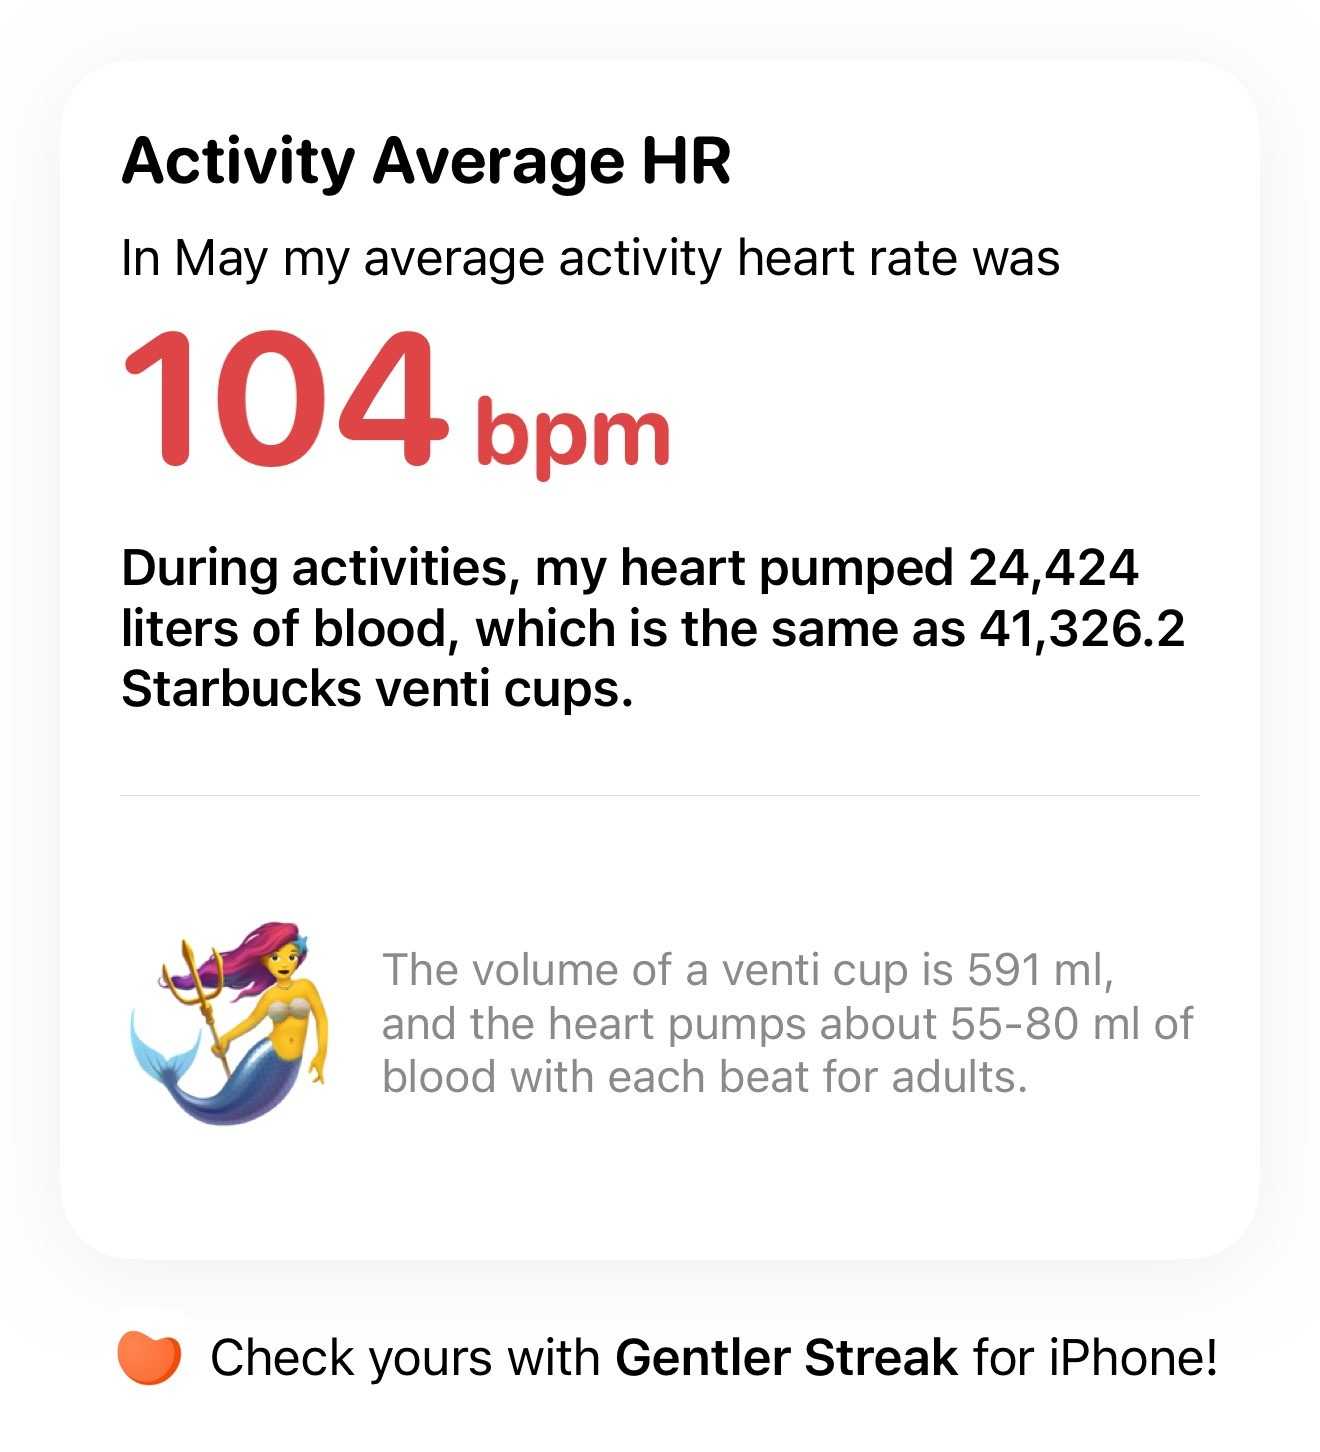 Activity Average HR
In May my average activity heart rate was
104 bpm
During activities, my heart pumped 24,424
liters of blood, which is the same as 41,326.2
Starbucks venti cups.
The volume of a venti cup is 591 ml,
and the heart pumps about 55-80 ml of
blood with each beat for adults.
Check yours with Gentler Streak for iPhone!